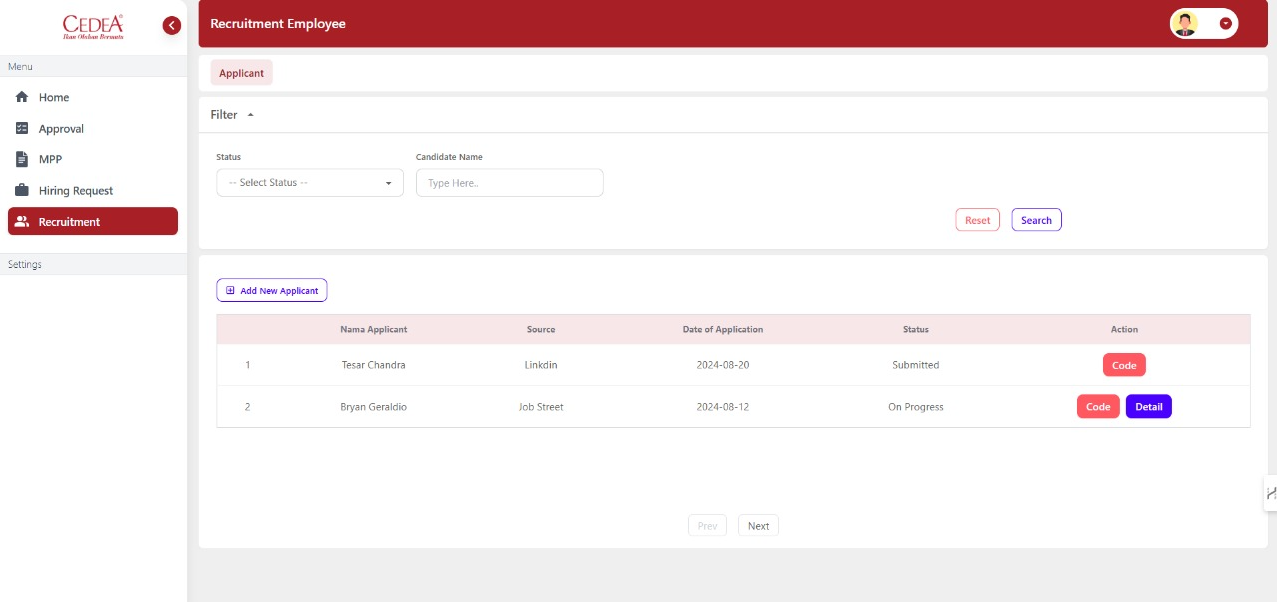 CEDEA
Ikan Olahan Bermutu
Recruitment Employee
Menu
Home
Approval
MPP
Hiring Request
Recruitment
Settings
Applicant
Filter
Status
Candidate Name
-- Select Status --
Type Here..
Reset
Search
Add New Applicant
Nama Applicant Source Date of Application Status Action
1 Tesar Chandra Linkdin 2024-08-20 Submitted Code
2 Bryan Geraldio Job Street 2024-08-12 On Progress Code Detail
Prev
Next